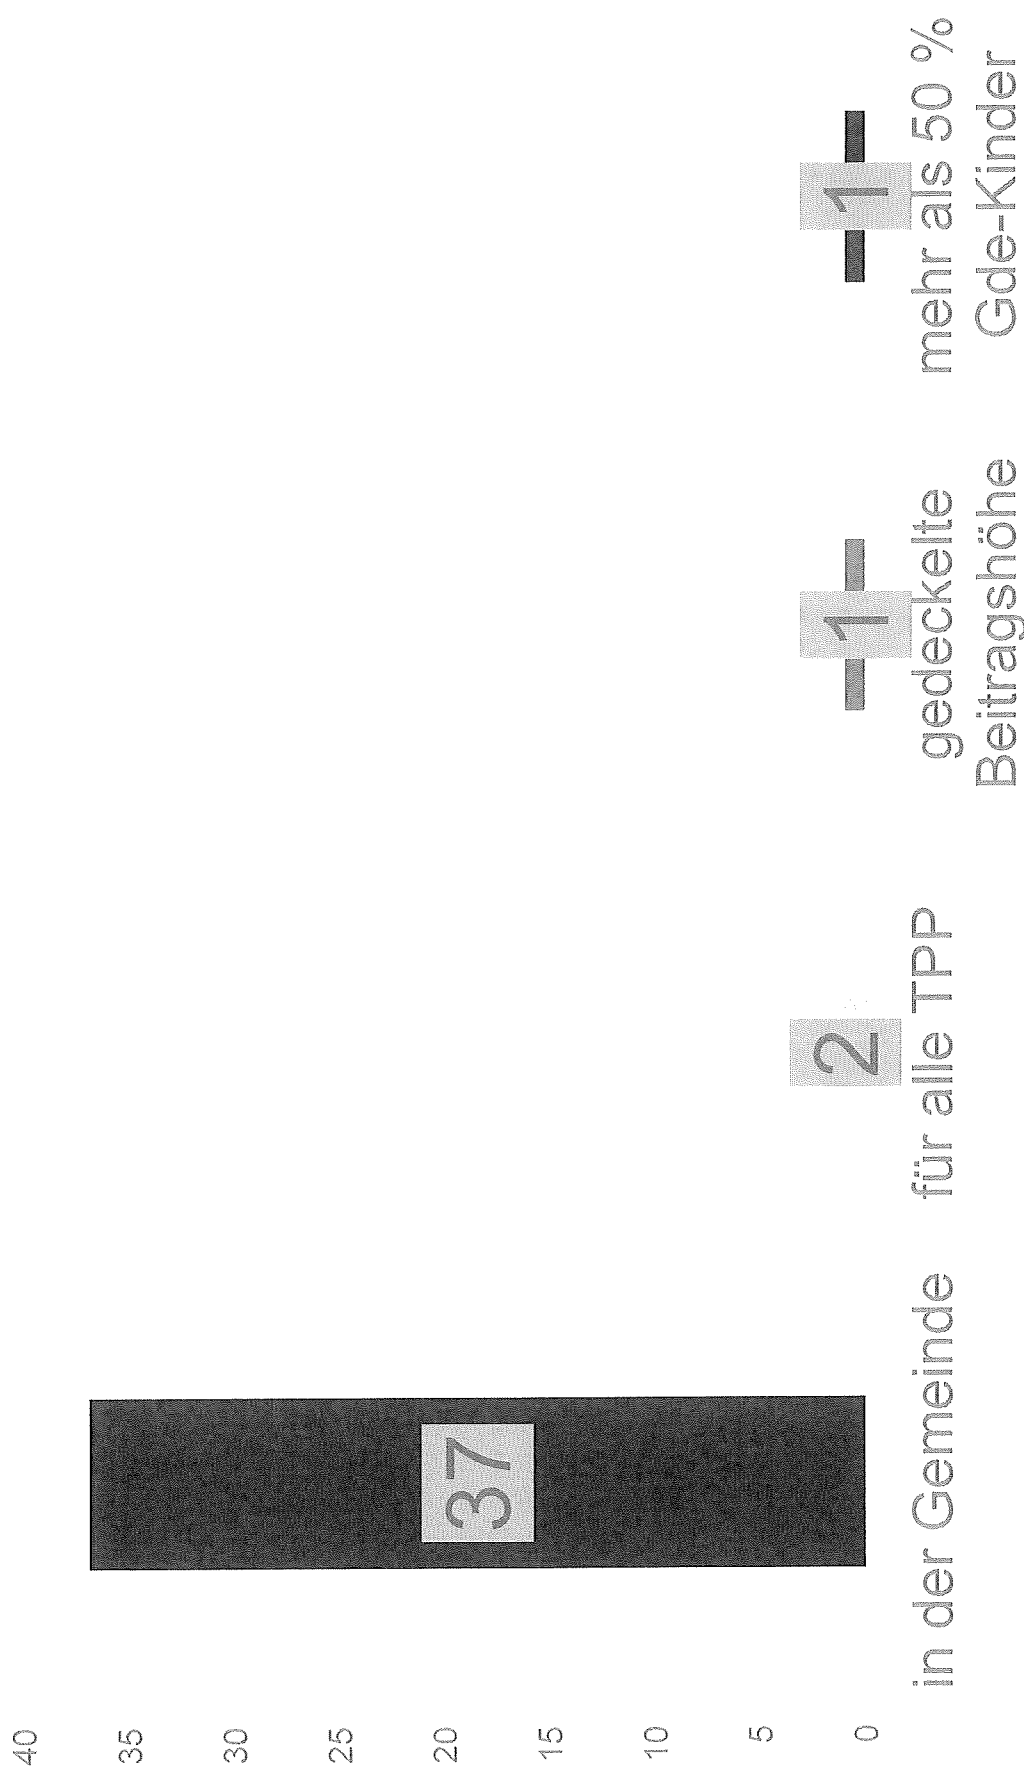 40
35
30
25
20
15
10
5
0
37
2
1
1
in der Gemeinde
für alle TPP
gedeckelte
Beitragshöhe
mehr als 50 %
Gde-Kinder